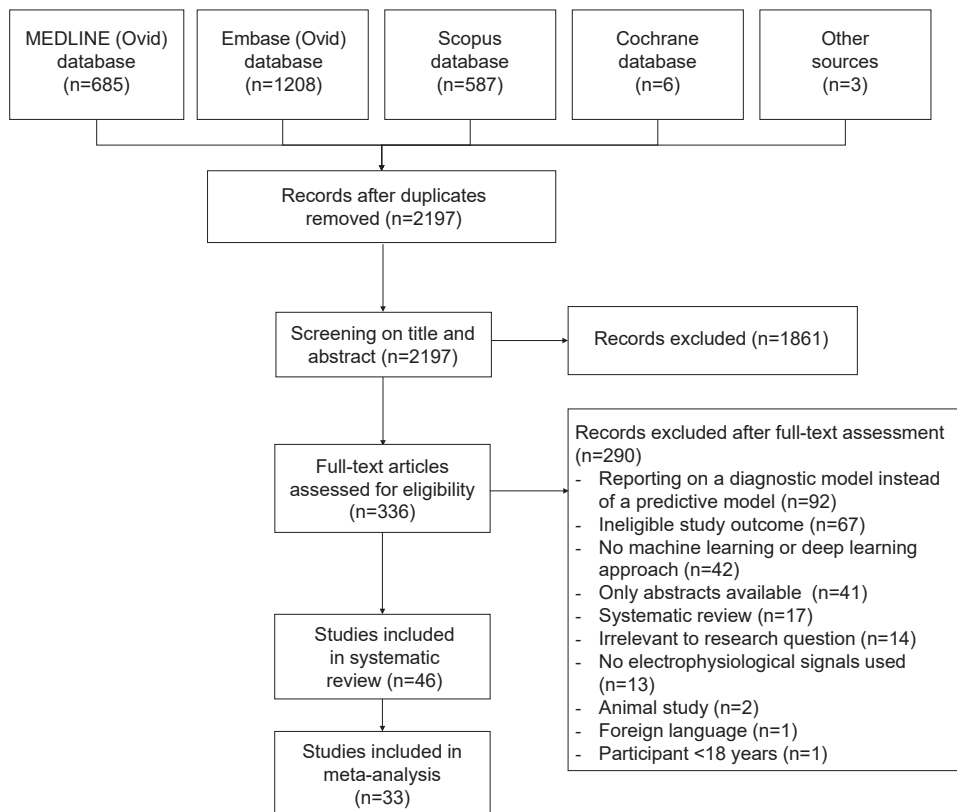 MEDLINE (Ovid)
database
(n=685)
Embase (Ovid)
database
(n=1208)
Scopus
database
(n=587)
Cochrane
database
(n=6)
Other
sources
(n=3)
Records after duplicates
removed (n=2197)
Screening on title and
abstract (n=2197)
Records excluded (n=1861)
Full-text articles
assessed for eligibility
(n=336)
Records excluded after full-text assessment
(n=290)
- Reporting on a diagnostic model instead
of a predictive model (n=92)
- Ineligible study outcome (n=67)
- No machine learning or deep learning
approach (n=42)
- Only abstracts available (n=41)
- Systematic review (n=17)
- Irrelevant to research question (n=14)
- No electrophysiological signals used
(n=13)
- Animal study (n=2)
- Foreign language (n=1)
- Participant <18 years (n=1)
Studies included
in systematic
review (n=46)
Studies included in
meta-analysis
(n=33)